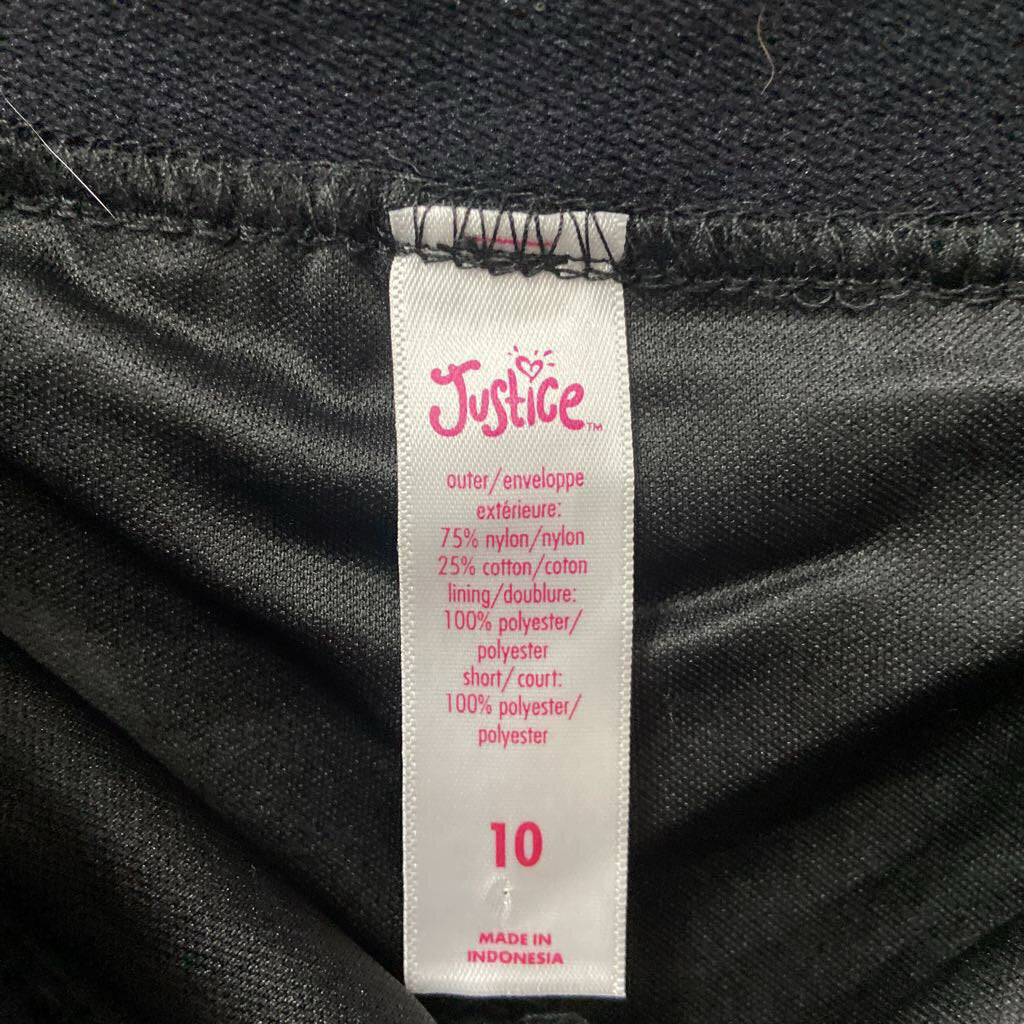 Justice™
outer/enveloppe
extérieure:
75% nylon/nylon
25% cotton/coton
lining/doublure:
100% polyester/
polyester
short/court:
100% polyester/
polyester
10
MADE IN
INDONESIA